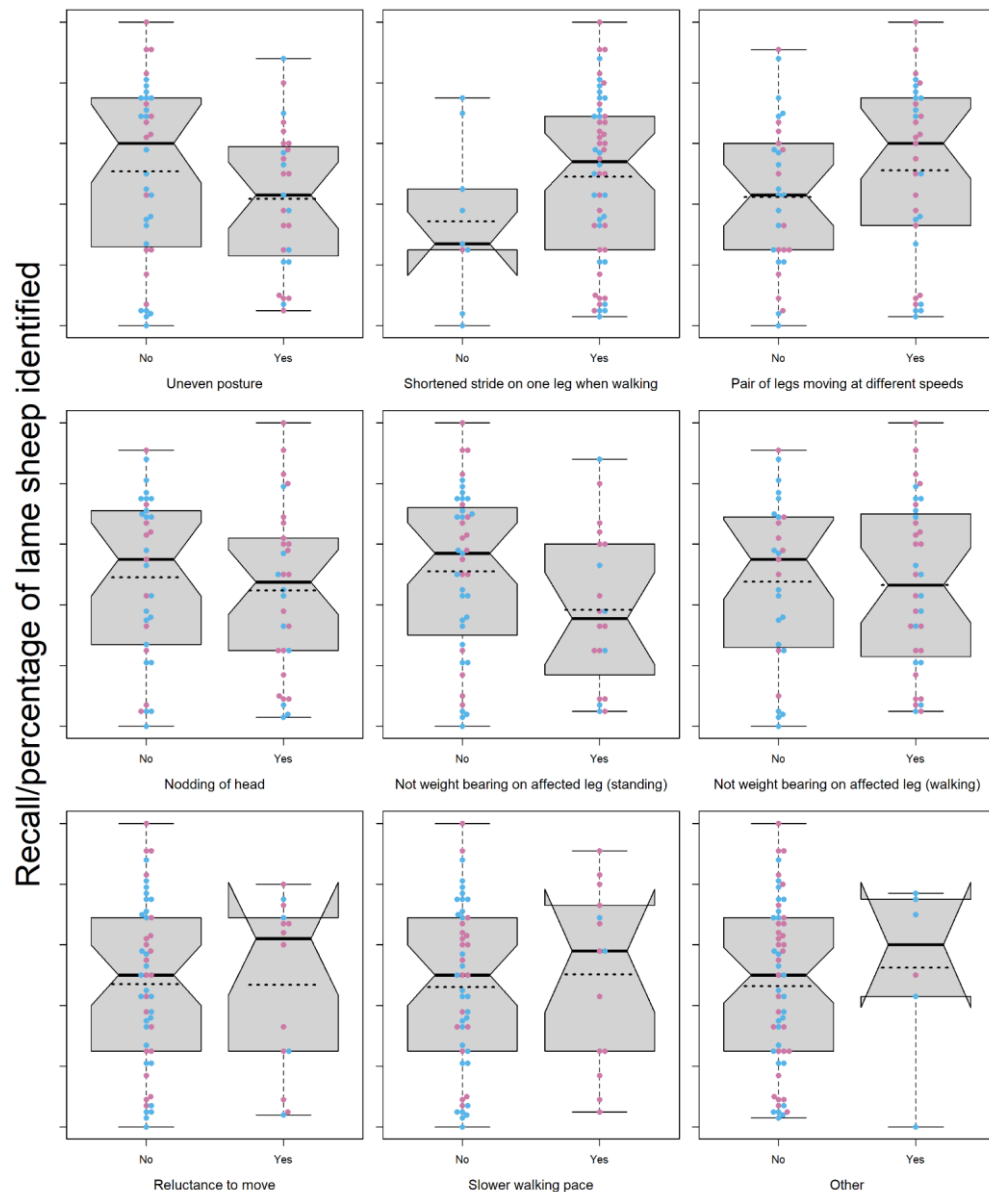 Recall/percentage of lame sheep identified
No Yes
Uneven posture
No Yes
Shortened stride on one leg when walking
No Yes
Pair of legs moving at different speeds
No Yes
Nodding of head
No Yes
Not weight bearing on affected leg (standing)
No Yes
Not weight bearing on affected leg (walking)
No Yes
Reluctance to move
No Yes
Slower walking pace
No Yes
Other